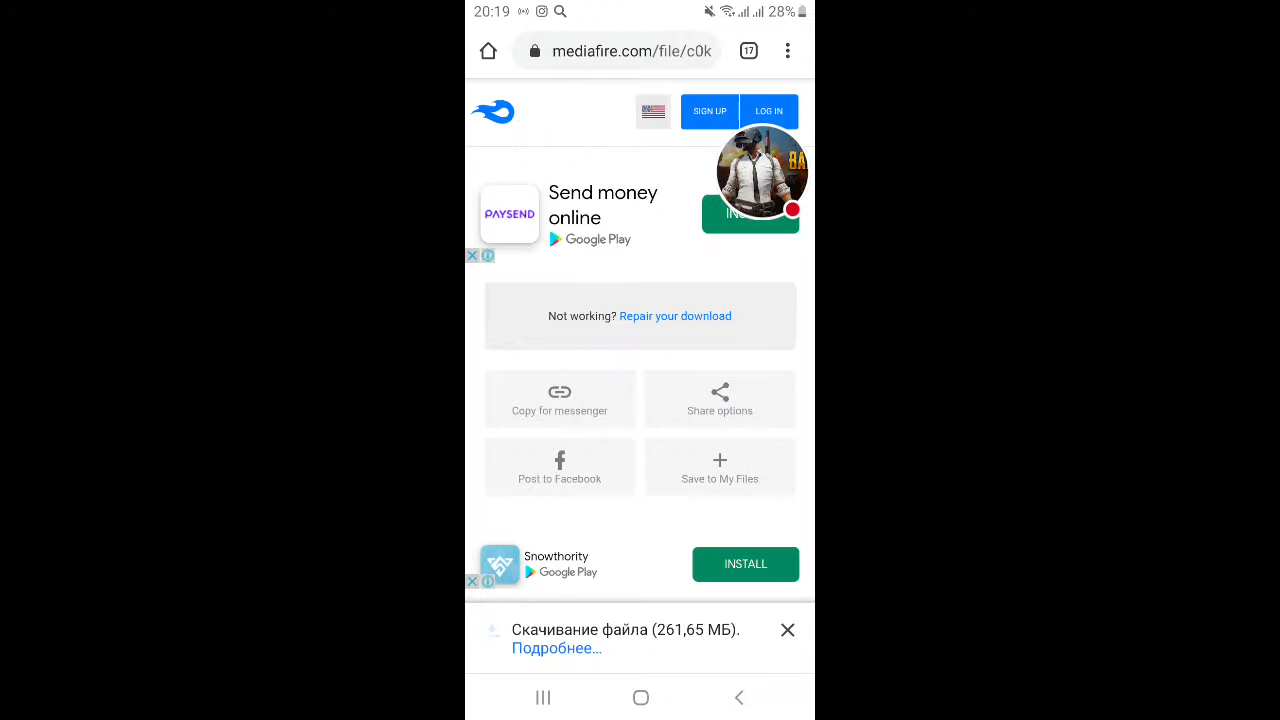 20:19
28%
mediafire.com/file/c0k
17
SIGN UP
LOG IN
BA
PAYSEND
Send money
online
Google Play
Not working? Repair your download
Copy for messenger
Share options
Post to Facebook
Save to My Files
Snowthority
Google Play
INSTALL
Скачивание файла (261,65 МБ).
Подробнее...